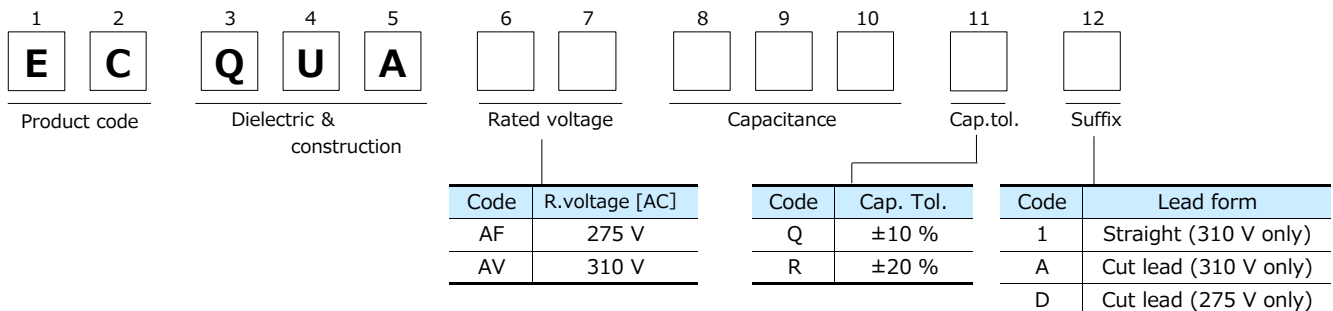 1 2 3 4 5 6 7 8 9 10 11 12
E C Q U A
Product code Dielectric & Rated voltage Capacitance Cap.tol. Suffix
construction
Code R.voltage [AC] Code Cap. Tol. Code Lead form
AF 275 V Q ±10 % 1 Straight (310 V only)
AV 310 V R ±20 % A Cut lead (310 V only)
D Cut lead (275 V only)